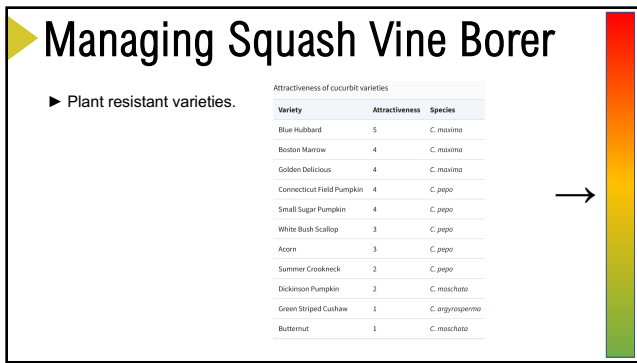 Managing Squash Vine Borer
► Plant resistant varieties.
Attractiveness of cucurbit varieties
Variety Attractiveness Species
Blue Hubbard 5 C. maxima
Boston Marrow 4 C. maxima
Golden Delicious 4 C. maxima
Connecticut Field Pumpkin 4 C. pepo
Small Sugar Pumpkin 4 C. pepo
White Bush Scallop 3 C. pepo
Acorn 3 C. pepo
Summer Crookneck 2 C. pepo
Dickinson Pumpkin 2 C. moschata
Green Striped Cushaw 1 C. argyrosperma
Butternut 1 C. moschata
→